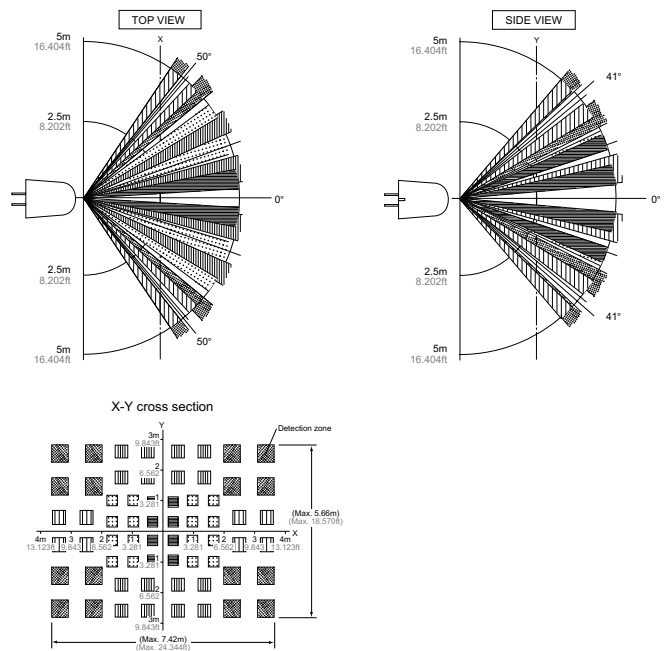 TOP VIEW
X
5m
16.404ft
50°
2.5m
8.202ft
0°
2.5m
8.202ft
50°
5m
16.404ft
SIDE VIEW
Y
5m
16.404ft
41°
2.5m
8.202ft
0°
2.5m
8.202ft
41°
5m
16.404ft
X-Y cross section
Y
Detection zone
3m
9.843ft
2
6.562
1
3.281
(Max. 5.66m)
(Max. 18.570ft)
X
4m 3 2 1 1 2 3 4m
13.123ft 9.843 6.562 3.281 3.281 6.562 9.843 13.123ft
1
3.281
2
6.562
3m
9.843ft
(Max. 7.42m)
(Max. 24.344ft)